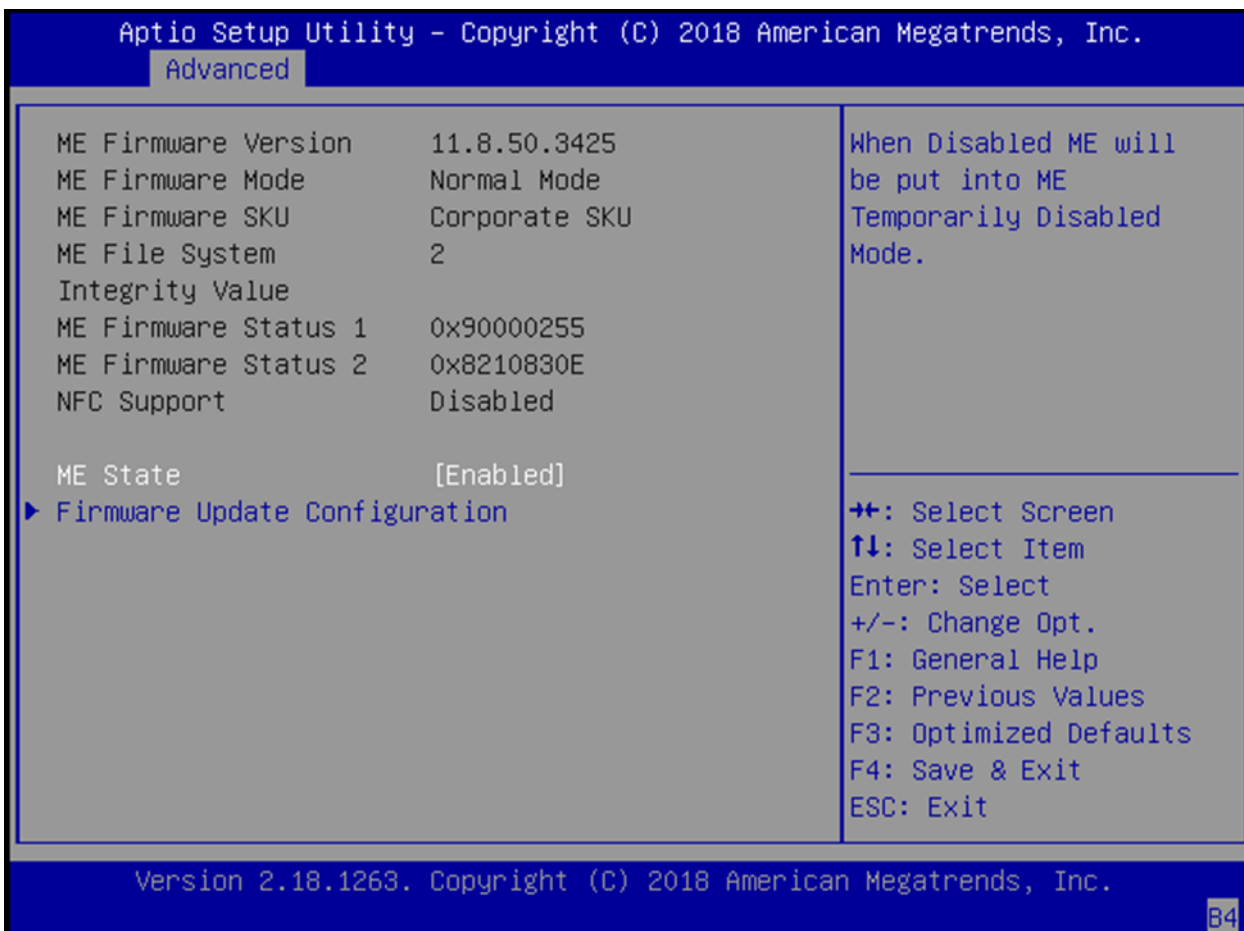 Aptio Setup Utility – Copyright (C) 2018 American Megatrends, Inc.
Advanced
ME Firmware Version 11.8.50.3425
ME Firmware Mode Normal Mode
ME Firmware SKU Corporate SKU
ME File System 2
Integrity Value
ME Firmware Status 1 0x90000255
ME Firmware Status 2 0x8210830E
NFC Support Disabled
ME State [Enabled]
▶ Firmware Update Configuration
When Disabled ME will
be put into ME
Temporarily Disabled
Mode.
→←: Select Screen
↑↓: Select Item
Enter: Select
+/-: Change Opt.
F1: General Help
F2: Previous Values
F3: Optimized Defaults
F4: Save & Exit
ESC: Exit
Version 2.18.1263. Copyright (C) 2018 American Megatrends, Inc.
B4